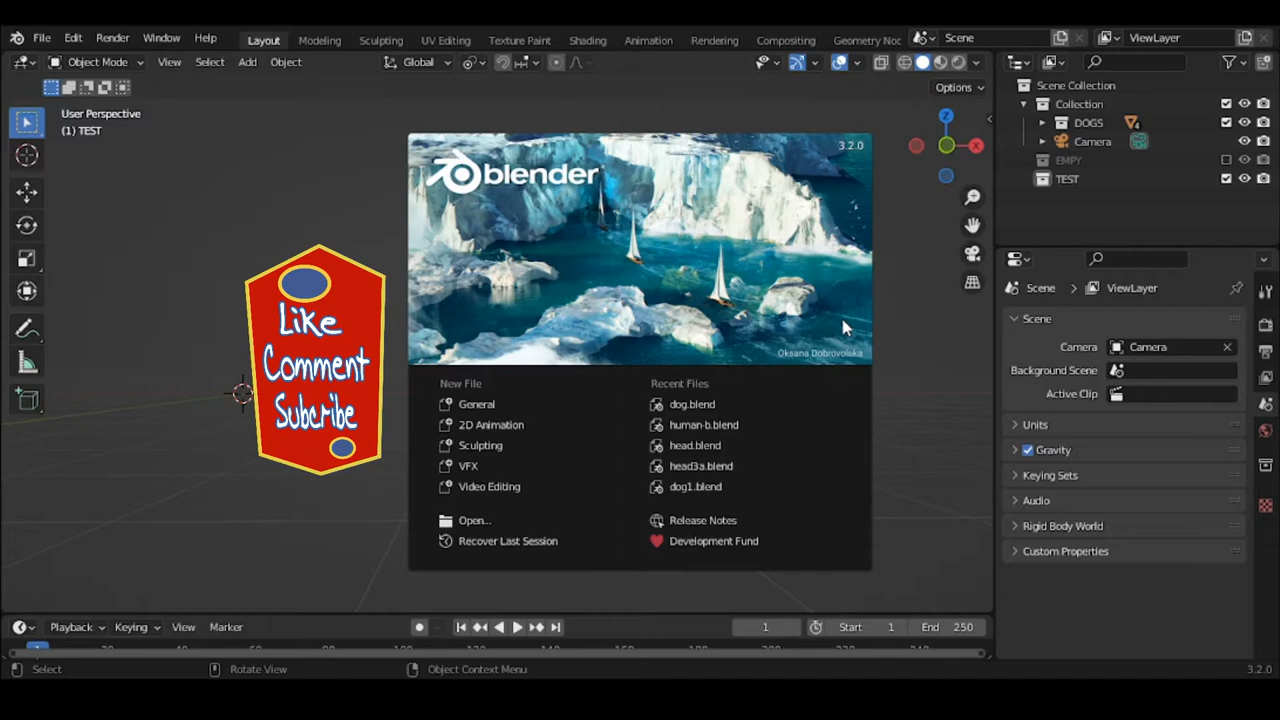 File Edit Render Window Help Layout Modeling Sculpting UV Editing Texture Paint Shading Animation Rendering Compositing Geometry Noc Scene ViewLayer
Object Mode View Select Add Object Global
Options
User Perspective
(1) TEST
Scene Collection
Collection
DOGS
4
Camera
EMPY
TEST
Z
X
3.2.0
blender
Oksana Dobrovolska
Like
Comment
Subcribe
New File
General
2D Animation
Sculpting
VFX
Video Editing
Open...
Recover Last Session
Recent Files
dog.blend
human-b.blend
head.blend
head3a.blend
dog1.blend
Release Notes
Development Fund
Scene > ViewLayer
Scene
Camera Camera
Background Scene
Active Clip
Units
Gravity
Keying Sets
Audio
Rigid Body World
Custom Properties
Playback Keying View Marker
1 Start 1 End 250
Select Rotate View Object Context Menu 3.2.0